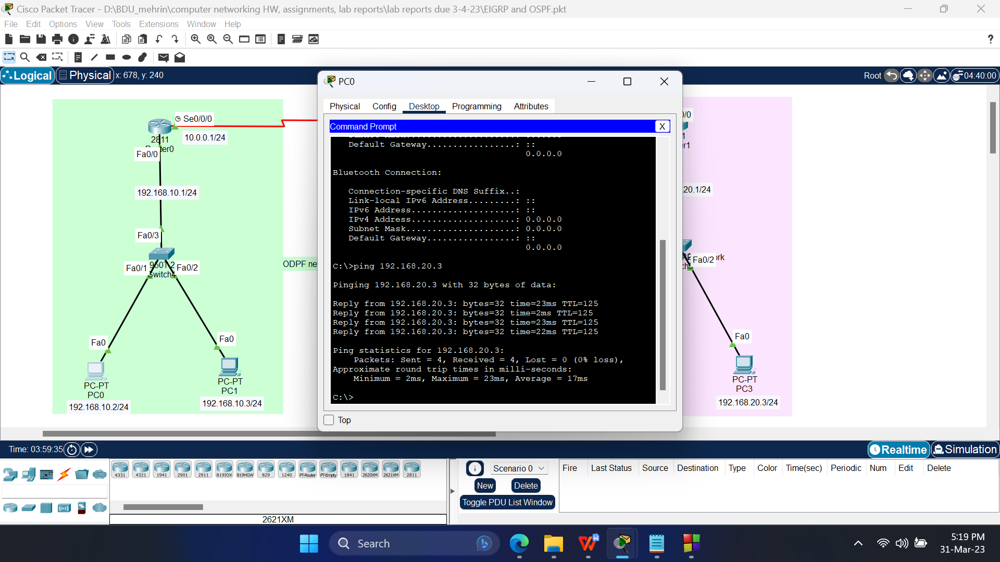 Cisco Packet Tracer - D:\BDU_mehrin\computer networking HW, assignments, lab reports\lab reports due 3-4-23\EIGRP and OSPF.pkt
File Edit Options View Tools Extensions Window Help
?
Logical Physical x: 678, y: 240
Root 04:40:00
Se0/0/0
10.0.0.1/24
2811
Fa0/0
192.168.10.1/24
Fa0/3
Fa0/1
Fa0/2
Switch4
ODPF ne
Fa0
Fa0
PC-PT
PC0
192.168.10.2/24
PC-PT
PC1
192.168.10.3/24
PC0
Physical Config Desktop Programming Attributes
Command Prompt X
Default Gateway.................: ::
0.0.0.0
Bluetooth Connection:
Connection-specific DNS Suffix..:
Link-local IPv6 Address.........: ::
IPv6 Address....................: ::
IPv4 Address....................: 0.0.0.0
Subnet Mask.....................: 0.0.0.0
Default Gateway.................: ::
0.0.0.0
C:\>ping 192.168.20.3
Pinging 192.168.20.3 with 32 bytes of data:
Reply from 192.168.20.3: bytes=32 time=23ms TTL=125
Reply from 192.168.20.3: bytes=32 time=2ms TTL=125
Reply from 192.168.20.3: bytes=32 time=23ms TTL=125
Reply from 192.168.20.3: bytes=32 time=22ms TTL=125
Ping statistics for 192.168.20.3:
Packets: Sent = 4, Received = 4, Lost = 0 (0% loss),
Approximate round trip times in milli-seconds:
Minimum = 2ms, Maximum = 23ms, Average = 17ms
C:\>
Top
)/0
1
r1
20.1/24
Fa0/2
Fa0
PC-PT
PC3
192.168.20.3/24
Time: 03:59:35
Realtime Simulation
4331 4321 1941 2901 2911 819IOX 819HGW 829 1240 PT-Router PT-Empty 1841 2620XM 2621XM 2811
2621XM
Scenario 0
New Delete
Toggle PDU List Window
Fire Last Status Source Destination Type Color Time(sec) Periodic Num Edit Delete
Search
5:19 PM
31-Mar-23